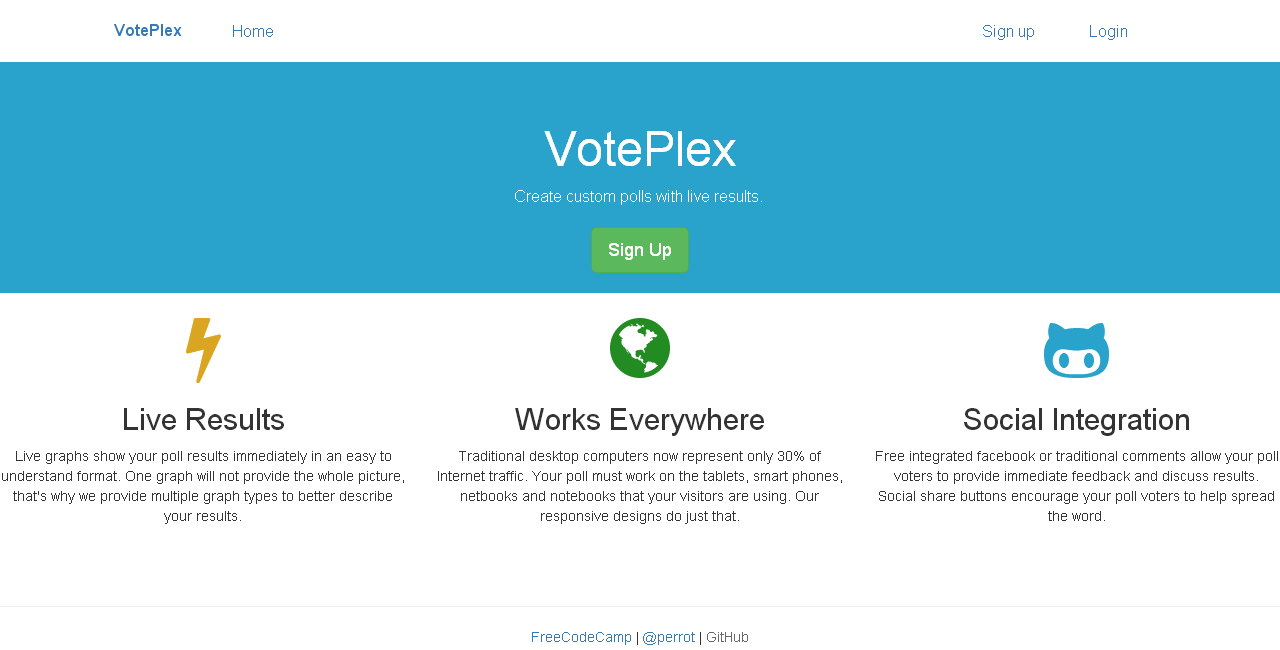 VotePlex Home Sign up Login
VotePlex
Create custom polls with live results.
Sign Up
Live Results
Live graphs show your poll results immediately in an easy to
understand format. One graph will not provide the whole picture,
that's why we provide multiple graph types to better describe
your results.
Works Everywhere
Traditional desktop computers now represent only 30% of
Internet traffic. Your poll must work on the tablets, smart phones,
netbooks and notebooks that your visitors are using. Our
responsive designs do just that.
Social Integration
Free integrated facebook or traditional comments allow your poll
voters to provide immediate feedback and discuss results.
Social share buttons encourage your poll voters to help spread
the word.
FreeCodeCamp | @perrot | GitHub